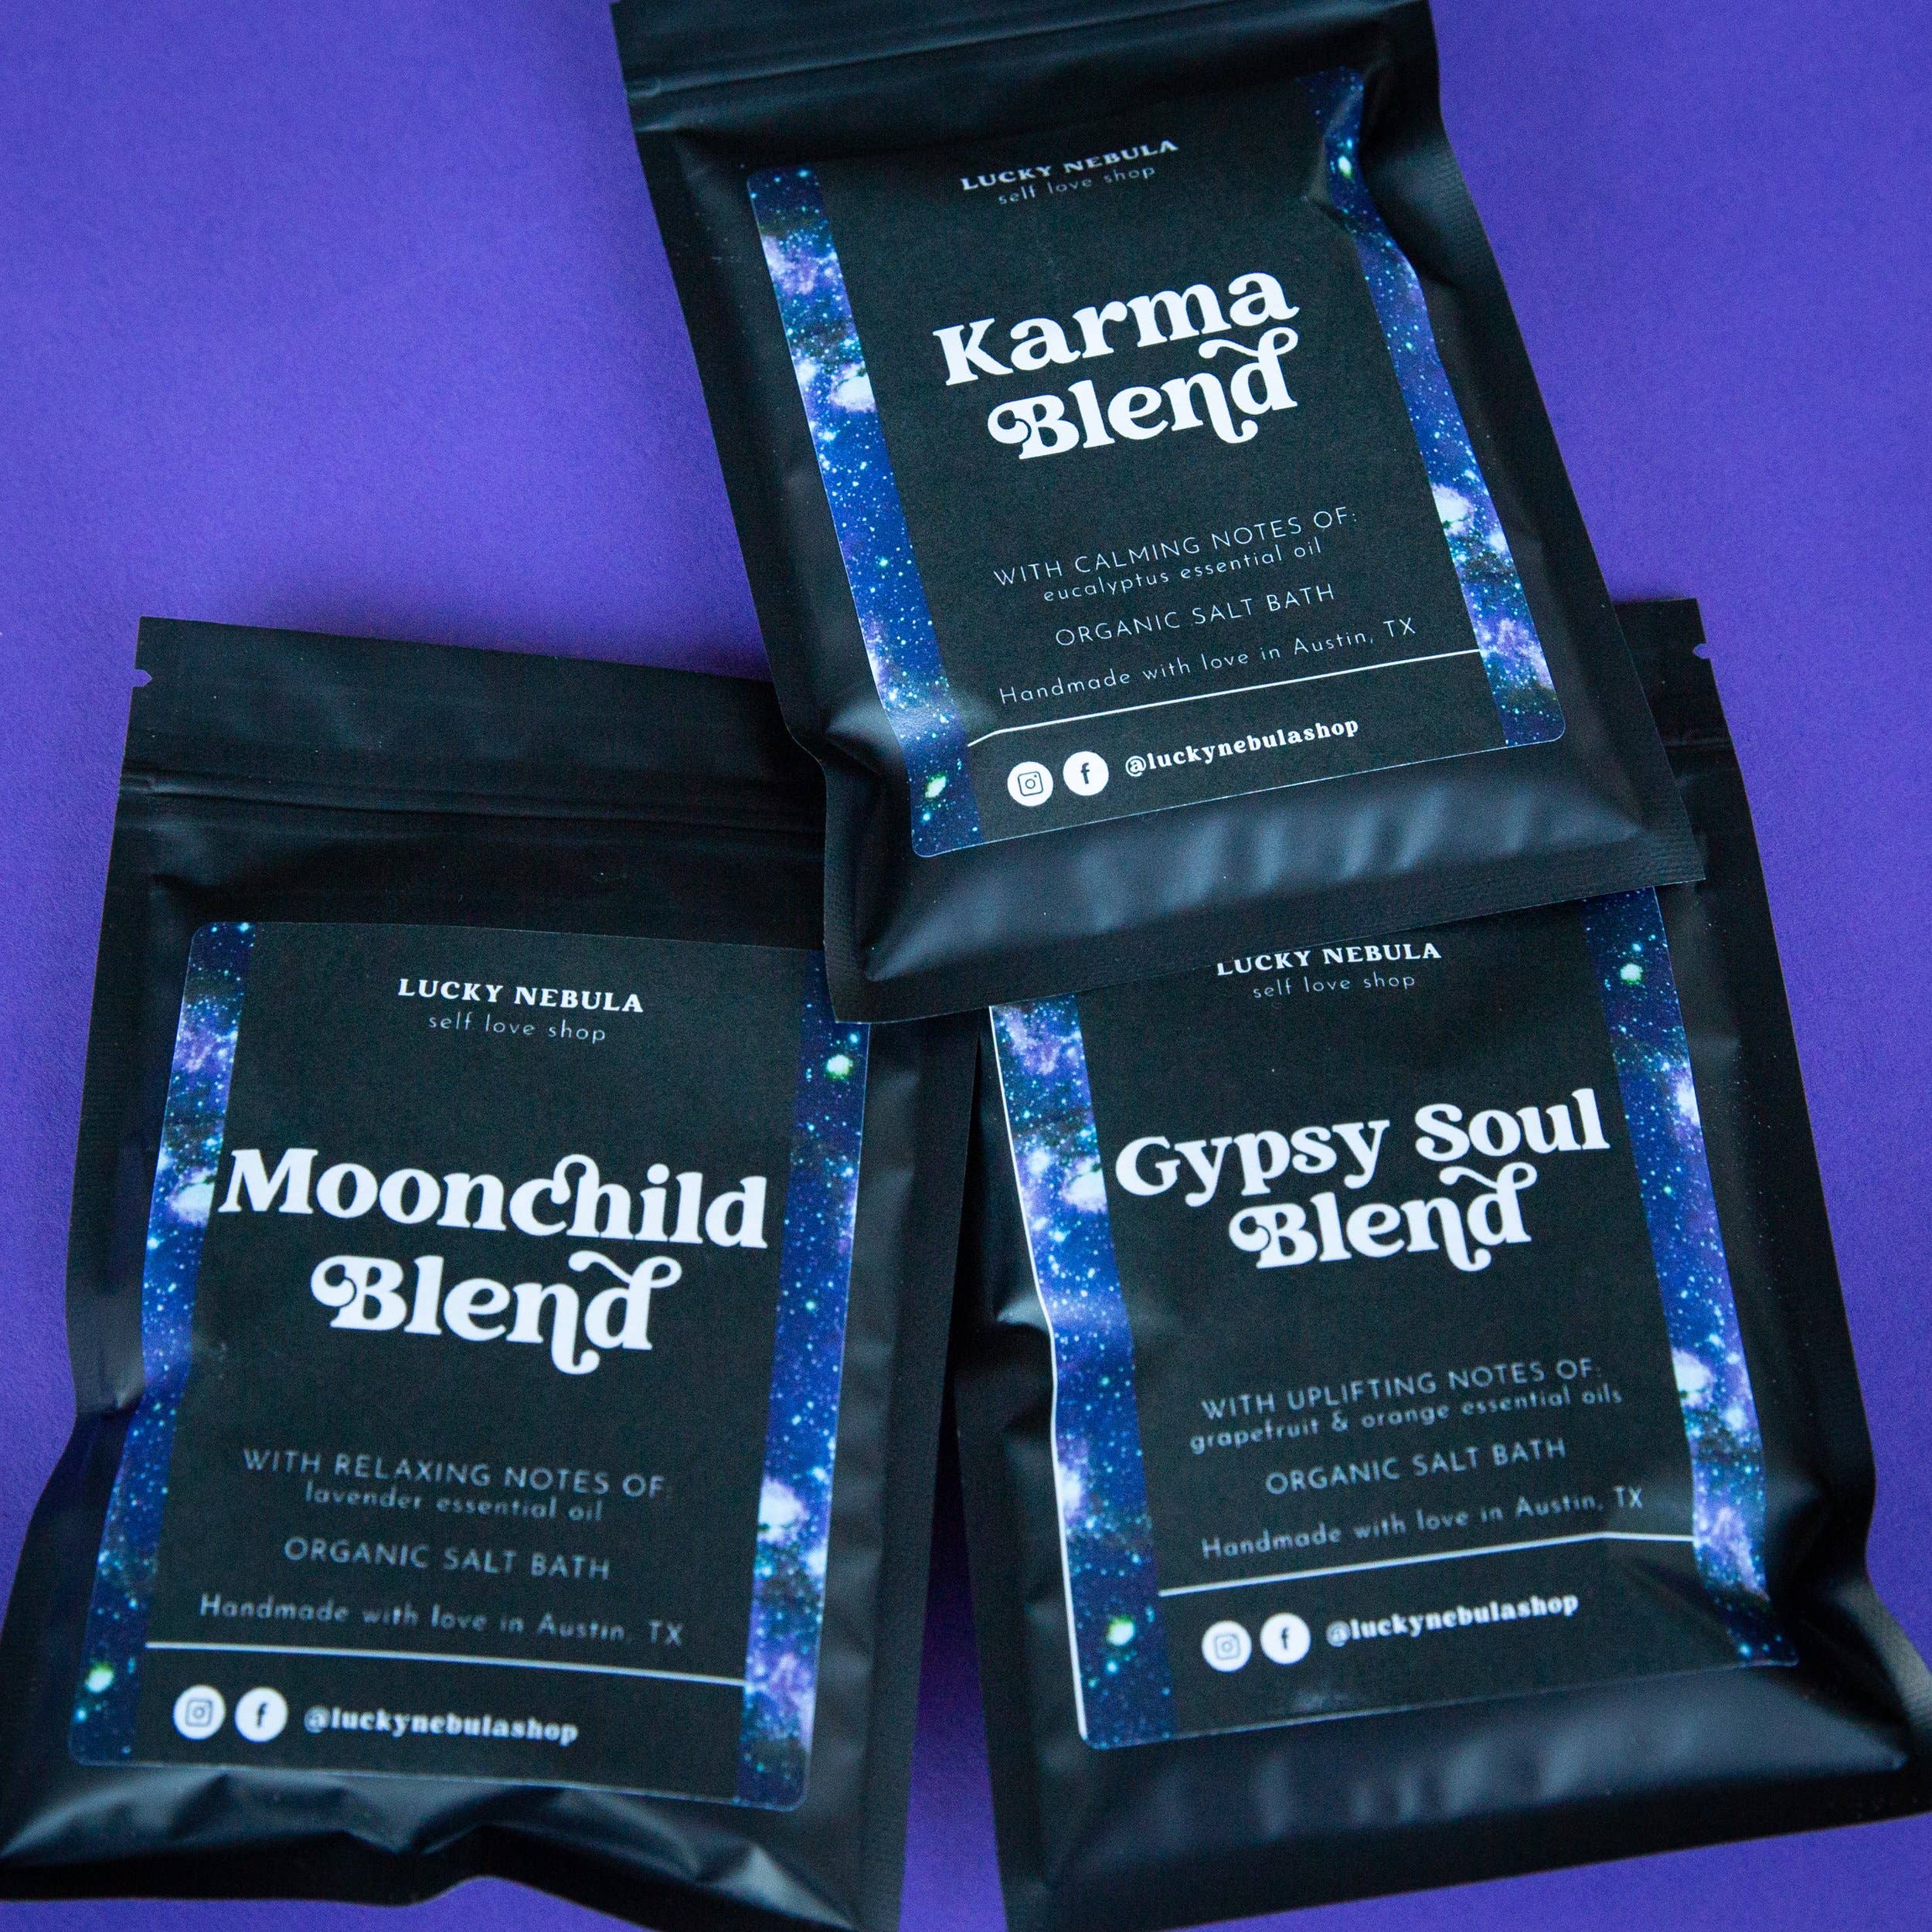 LUCKY NEBULA
self love shop
Karma
Blend
WITH CALMING NOTES OF:
eucalyptus essential oil
ORGANIC SALT BATH
Handmade with love in Austin, TX
@luckynebulashop
LUCKY NEBULA
self love shop
Moonchild
Blend
WITH RELAXING NOTES OF:
lavender essential oil
ORGANIC SALT BATH
Handmade with love in Austin, TX
@luckynebulashop
LUCKY NEBULA
self love shop
Gypsy Soul
Blend
WITH UPLIFTING NOTES OF:
grapefruit & orange essential oils
ORGANIC SALT BATH
Handmade with love in Austin, TX
@luckynebulashop